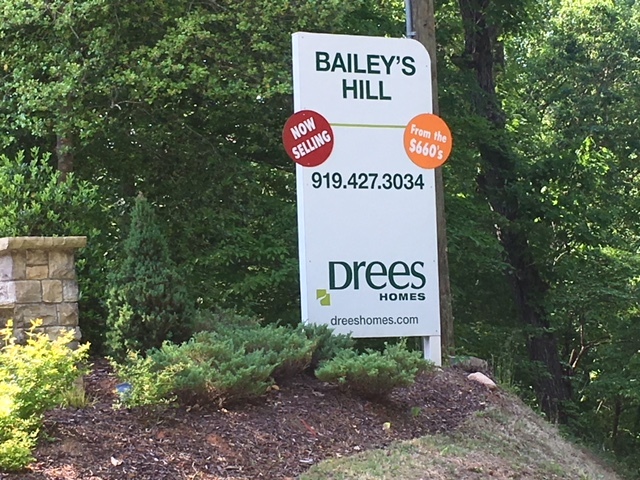 BAILEY'S
HILL
NOW
SELLING
From the
$660's
919.427.3034
Drees
HOMES
dreeshomes.com